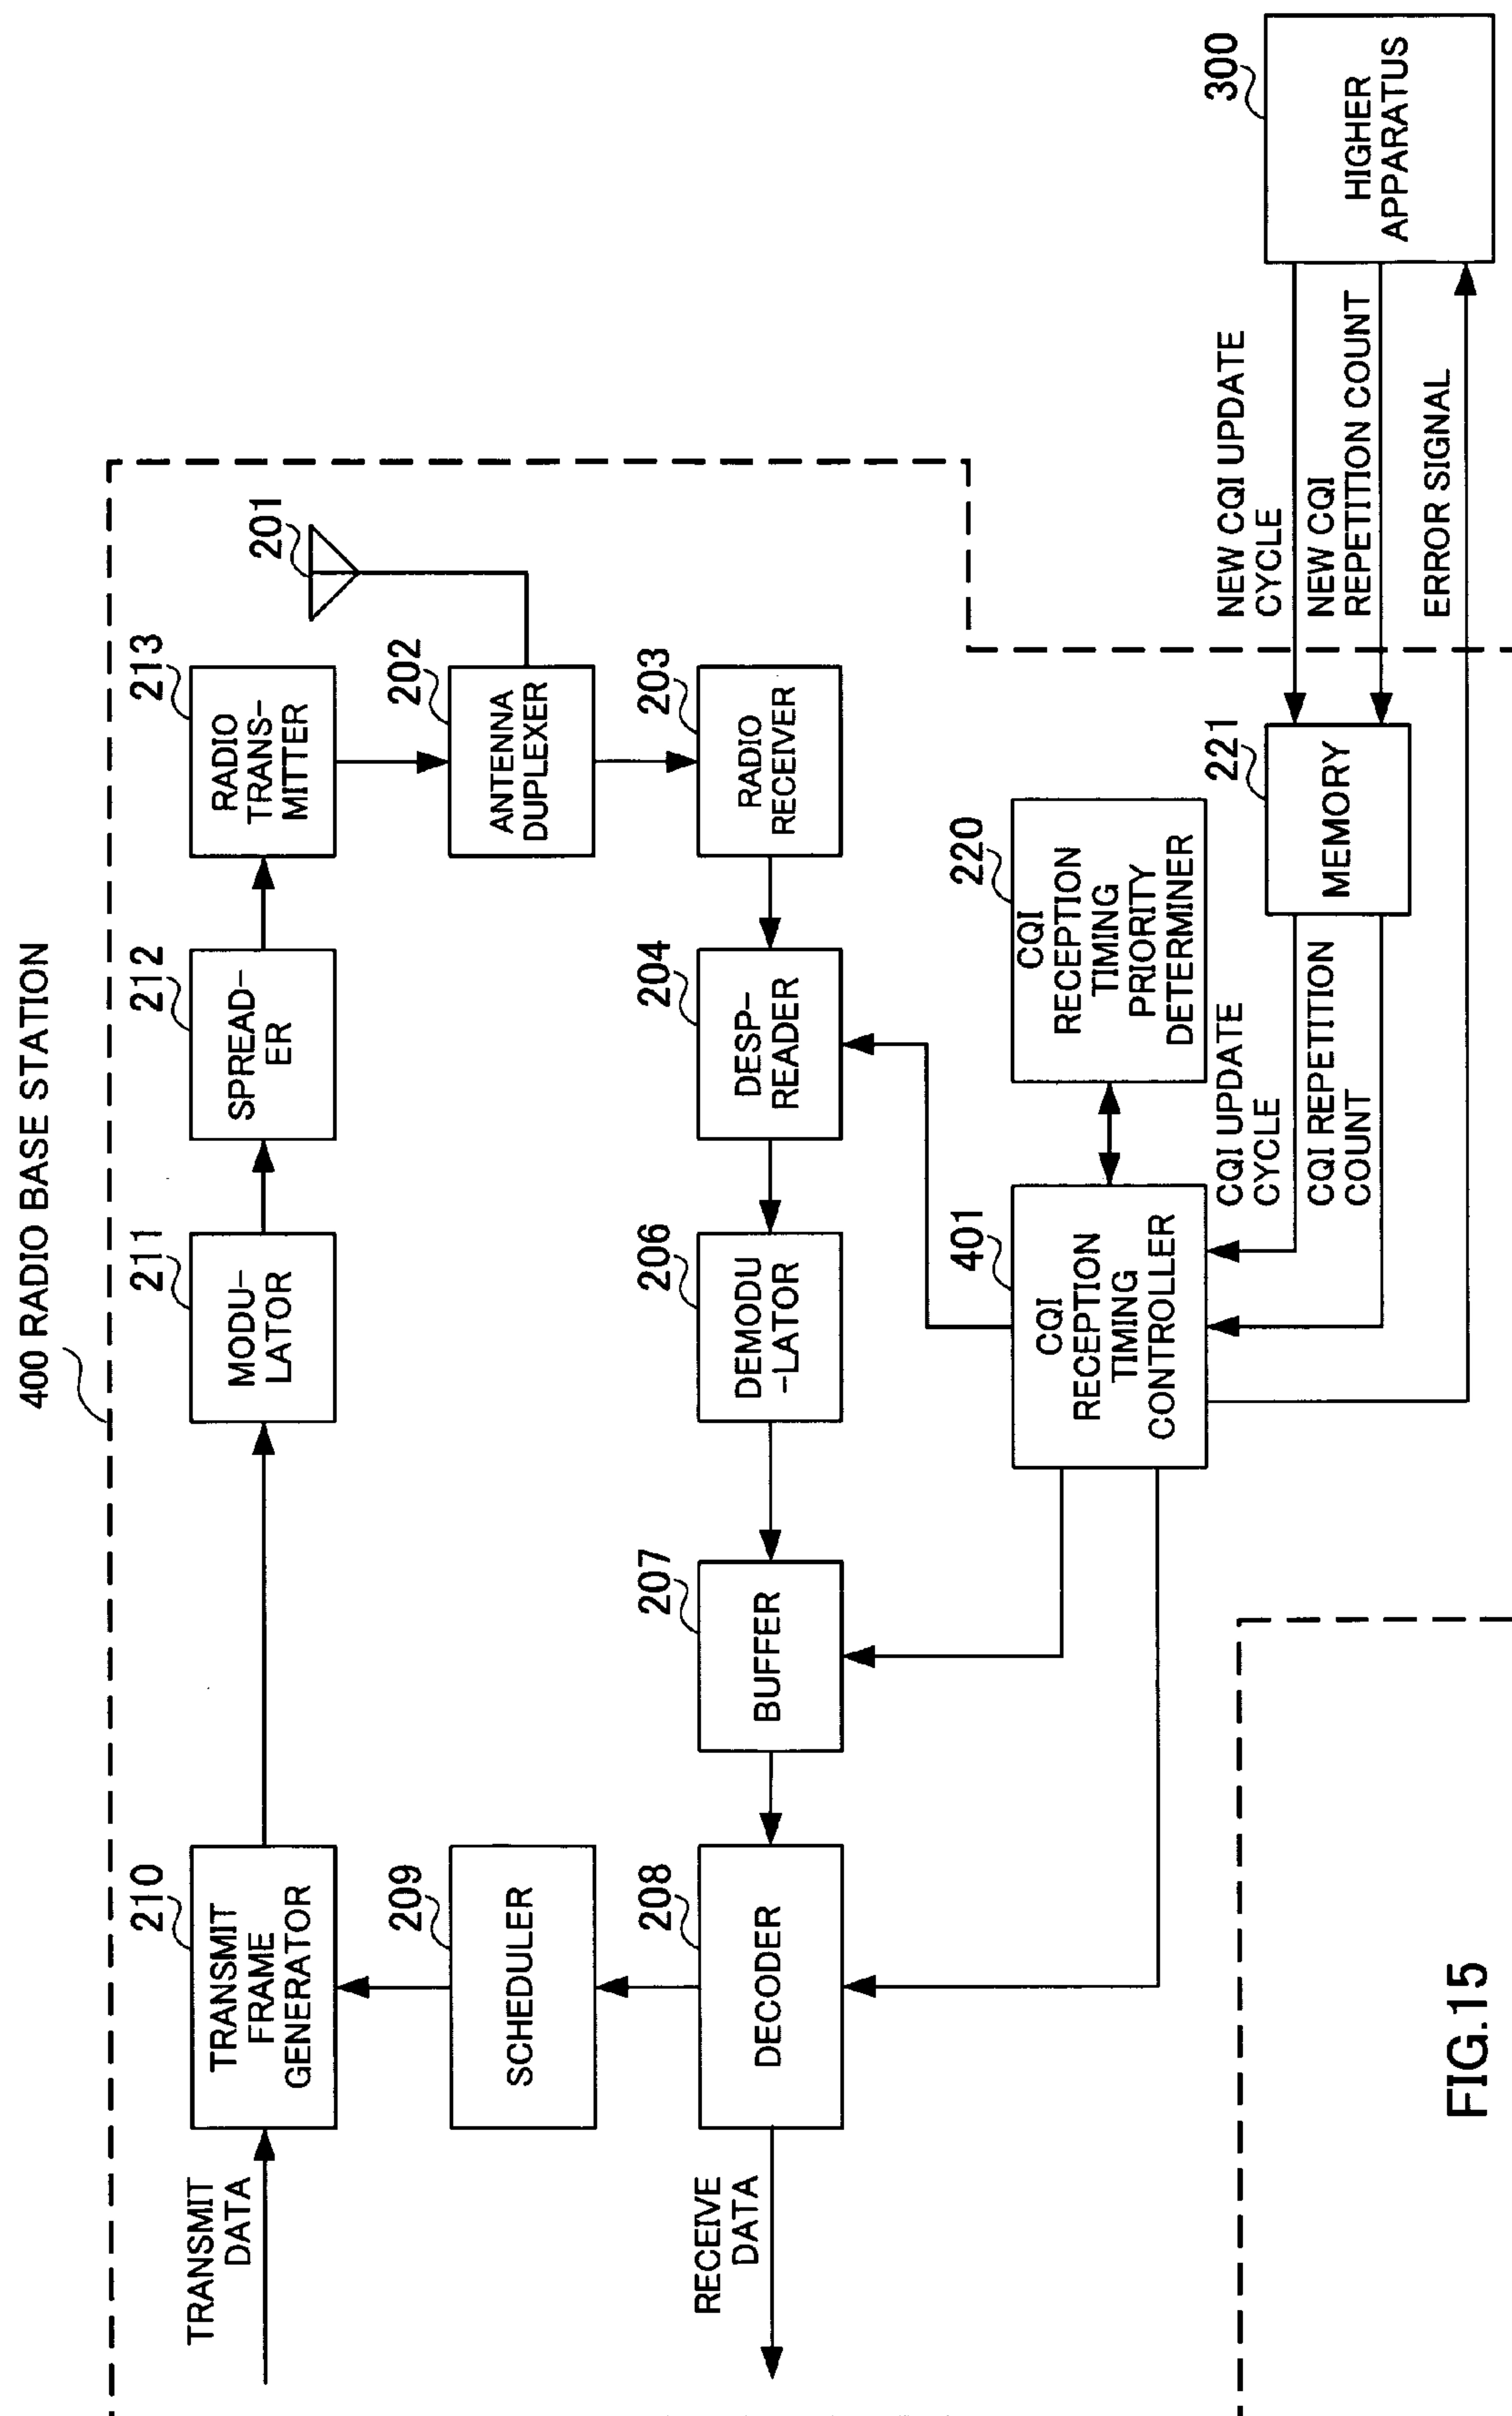 400 RADIO BASE STATION
TRANSMIT
DATA
210
TRANSMIT
FRAME
GENERATOR
211
MODU-
LATOR
212
SPREAD-
ER
213
RADIO
TRANS-
MITTER
201
209
SCHEDULER
202
ANTENNA
DUPLEXER
RECEIVE
DATA
208
DECODER
207
BUFFER
206
DEMODU
-LATOR
204
DESP-
READER
203
RADIO
RECEIVER
401
CQI
RECEPTION
TIMING
CONTROLLER
220
CQI
RECEPTION
TIMING
PRIORITY
DETERMINER
CQI UPDATE
CYCLE
CQI REPETITION
COUNT
221
MEMORY
NEW CQI UPDATE
CYCLE
NEW CQI
REPETITION COUNT
ERROR SIGNAL
300
HIGHER
APPARATUS
FIG.15